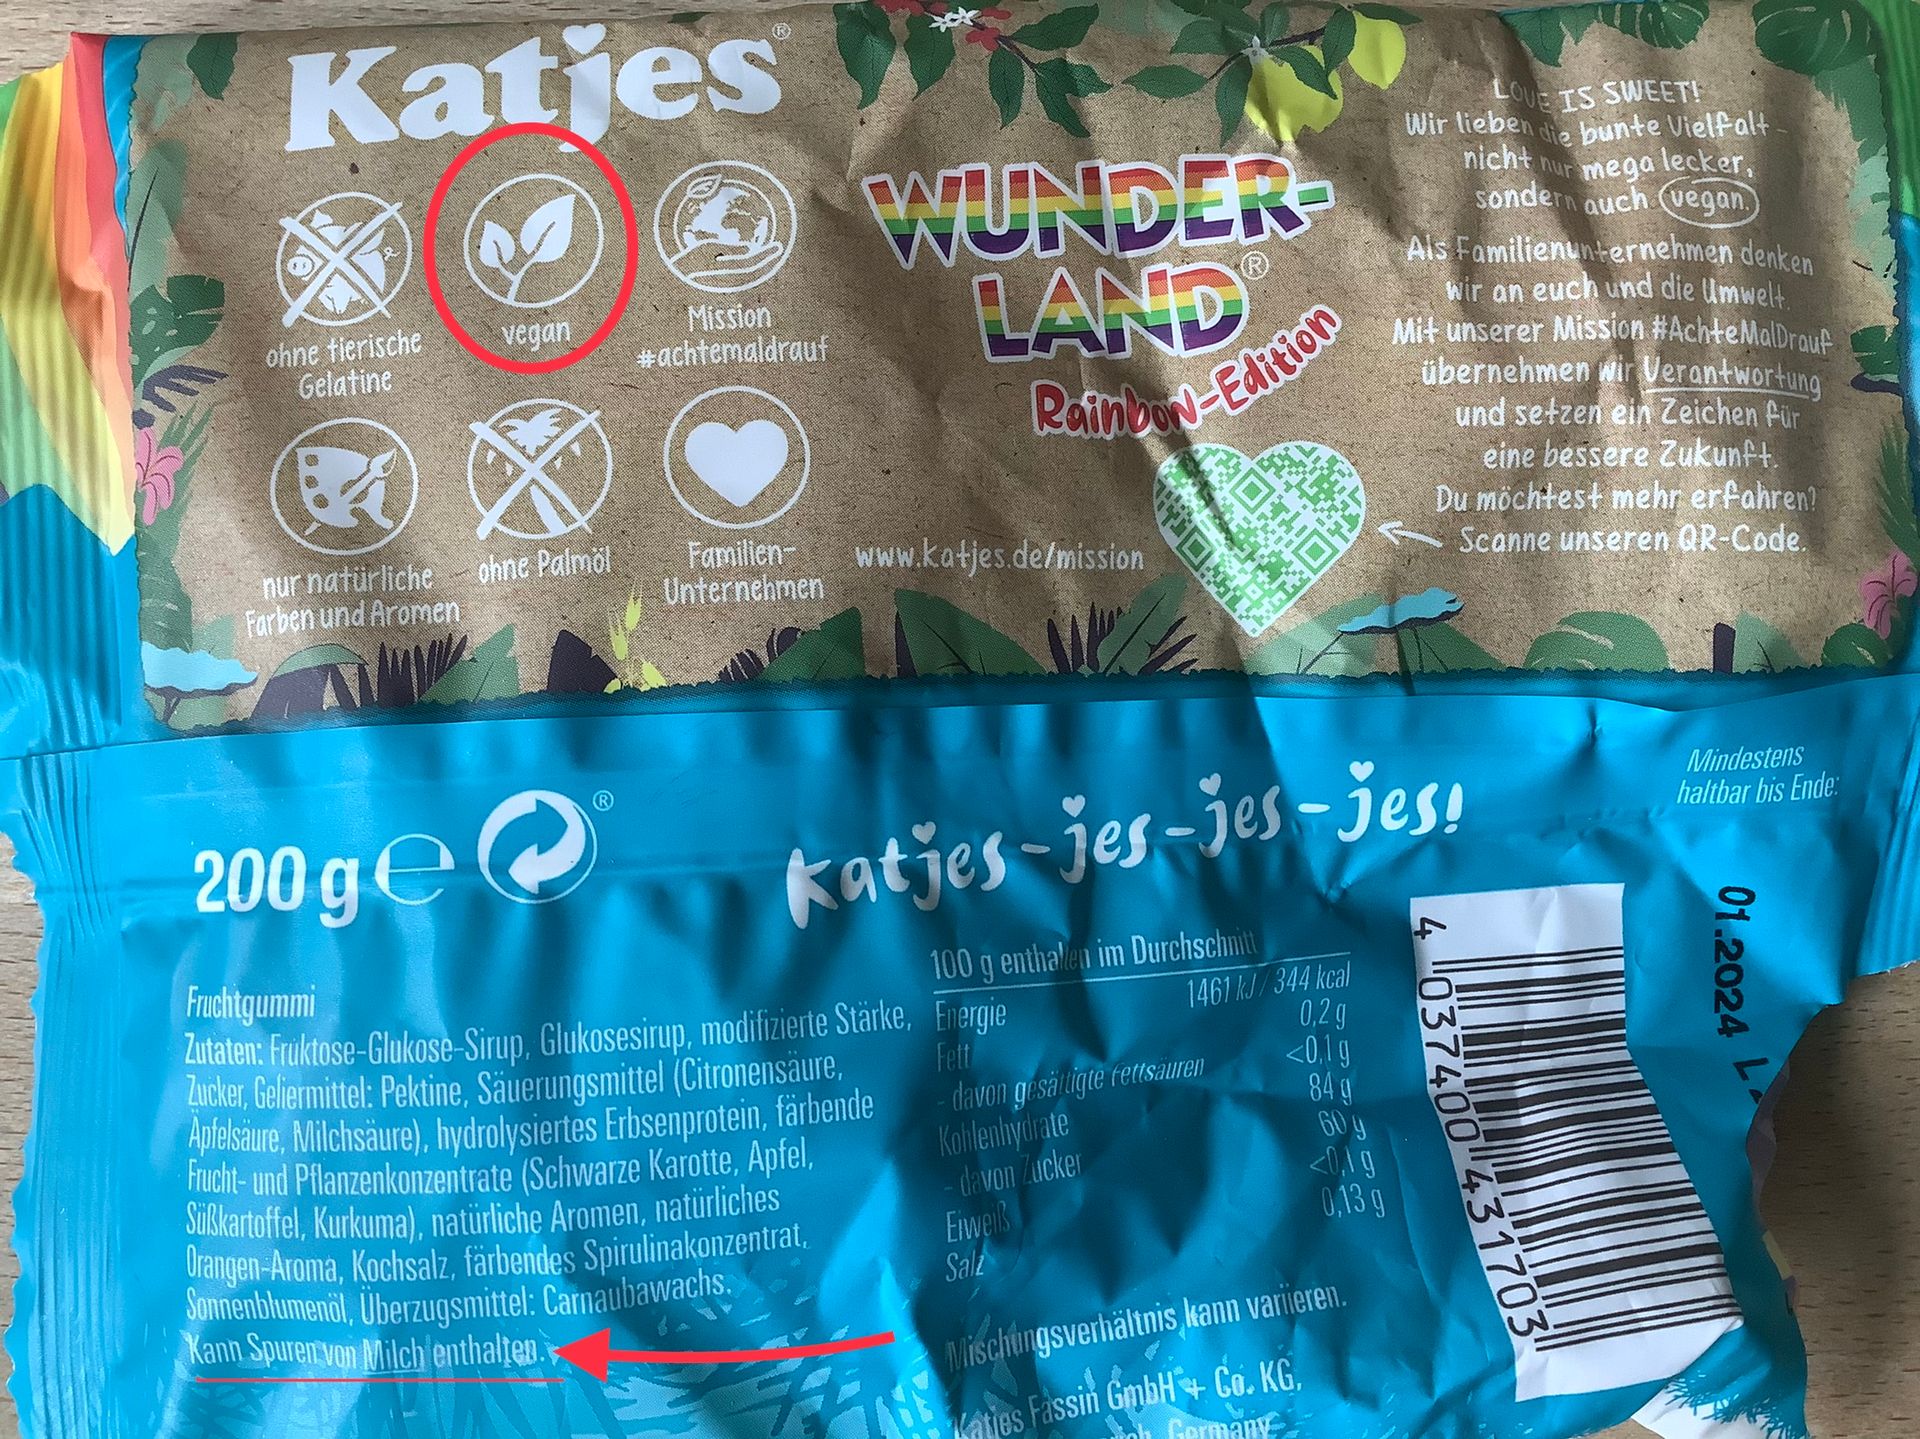 Katjes®
ohne tierische
Gelatine
vegan
Mission
#achtemaldrauf
nur natürliche
Farben und Aromen
ohne Palmöl
Familien-
Unternehmen
WUNDER-
LAND®
Rainbow-Edition
www.katjes.de/mission
LOVE IS SWEET!
Wir lieben die bunte Vielfalt -
nicht nur mega lecker,
sondern auch vegan.
Als Familienunternehmen denken
wir an euch und die Umwelt.
Mit unserer Mission #AchteMalDrauf
übernehmen wir Verantwortung
und setzen ein Zeichen für
eine bessere Zukunft.
Du möchtest mehr erfahren?
Scanne unseren QR-Code.
200 g e ®
katjes-jes-jes-jes!
Mindestens
haltbar bis Ende:
01.2024 L
Fruchtgummi
Zutaten: Fruktose-Glukose-Sirup, Glukosesirup, modifizierte Stärke,
Zucker, Geliermittel: Pektine, Säuerungsmittel (Citronensäure,
Äpfelsäure, Milchsäure), hydrolysiertes Erbsenprotein, färbende
Frucht- und Pflanzenkonzentrate (Schwarze Karotte, Apfel,
Süßkartoffel, Kurkuma), natürliche Aromen, natürliches
Orangen-Aroma, Kochsalz, färbendes Spirulinakonzentrat,
Sonnenblumenöl, Überzugsmittel: Carnaubawachs.
Kann Spuren von Milch enthalten.
100 g enthalten im Durchschnitt
Energie 1461 kJ / 344 kcal
Fett 0,2 g
- davon gesättigte Fettsäuren <0,1 g
Kohlenhydrate 84 g
- davon Zucker 60 g
Eiweiß <0,1 g
Salz 0,13 g
Mischungsverhältnis kann variieren.
Katjes Fassin GmbH + Co. KG,
Germany
4 037400 431703